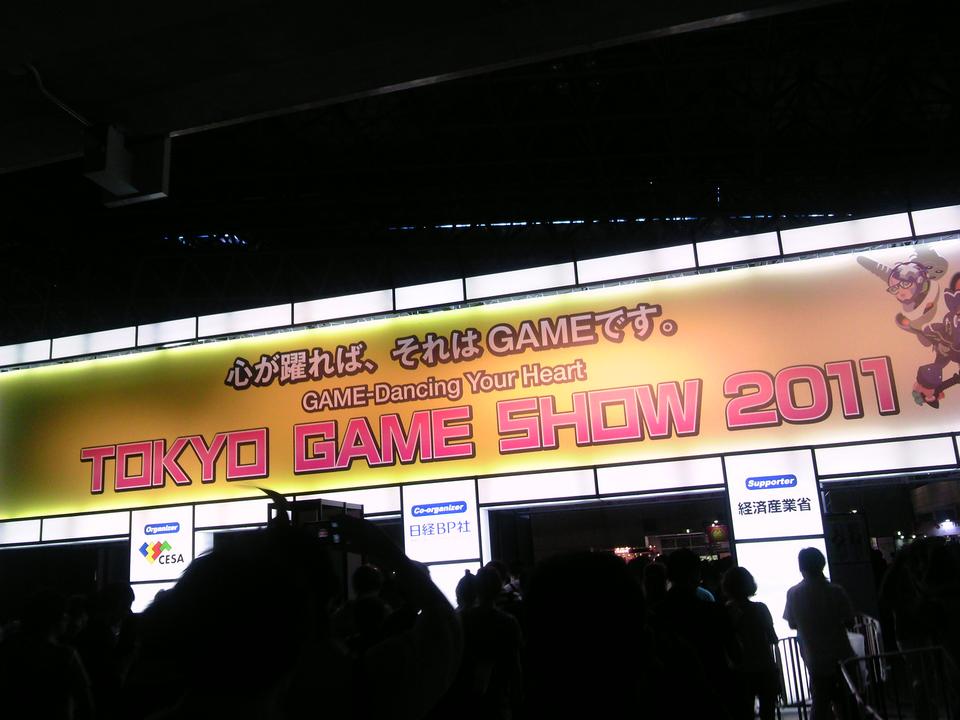 心が躍れば、それはGAMEです。
GAME-Dancing Your Heart
TOKYO GAME SHOW 2011
Organizer
CESA
Co-organizer
日経BP社
Supporter
経済産業省